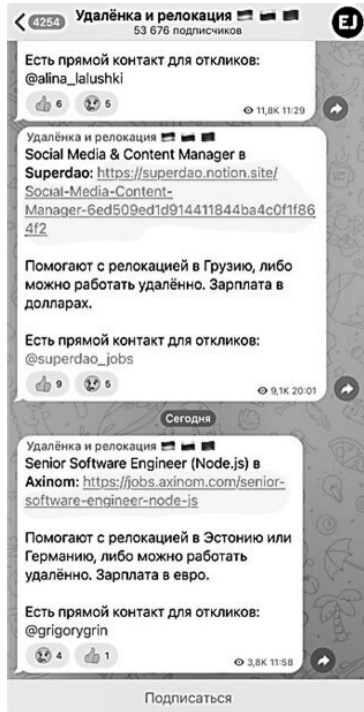 4254
Удалёнка и релокация
53 676 подписчиков
EJ
Есть прямой контакт для откликов:
@alina_lalushki
6 5
11,8K 11:29
Удалёнка и релокация
Social Media & Content Manager в
Superdao: https://superdao.notion.site/
Social-Media-Content-
Manager-6ed509ed1d914411844ba4c0f1f86
4f2
Помогают с релокацией в Грузию, либо
можно работать удалённо. Зарплата в
долларах.
Есть прямой контакт для откликов:
@superdao_jobs
9 5
9,1K 20:01
Сегодня
Удалёнка и релокация
Senior Software Engineer (Node.js) в
Axinom: https://jobs.axinom.com/senior-
software-engineer-node-js
Помогают с релокацией в Эстонию или
Германию, либо можно работать
удалённо. Зарплата в евро.
Есть прямой контакт для откликов:
@grigorygrin
4 1
3,8K 11:58
Подписаться